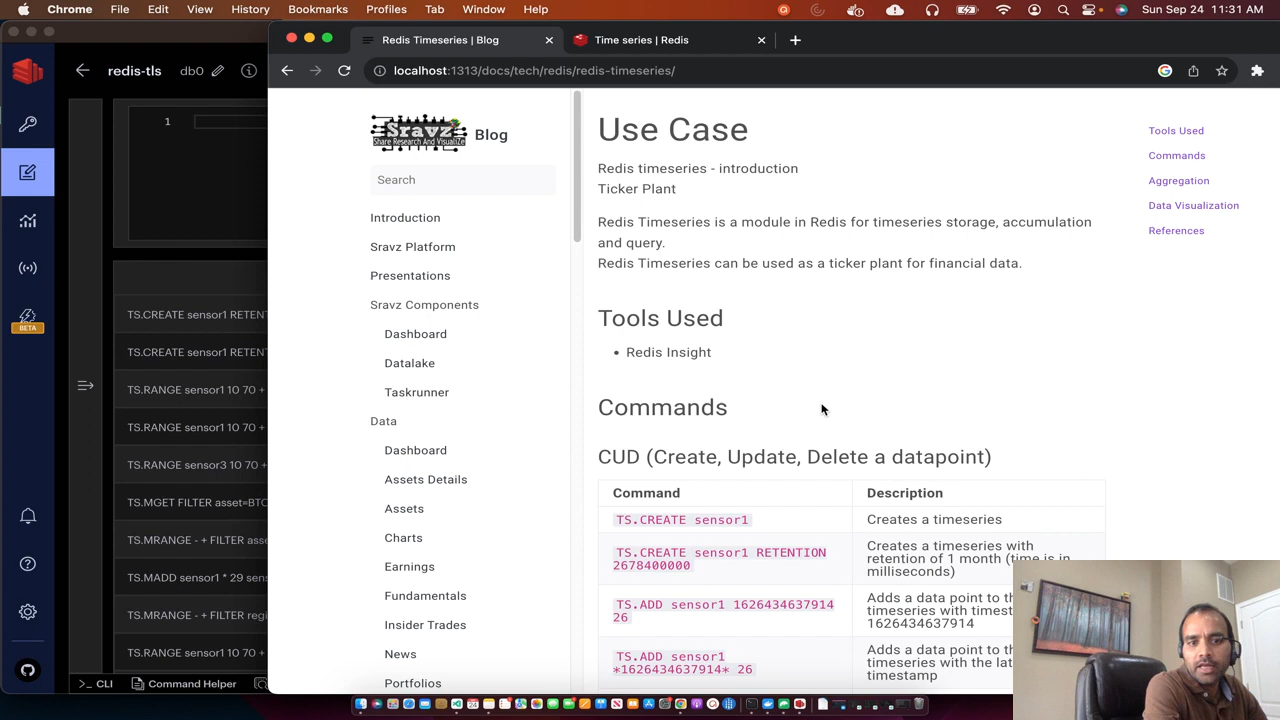 Chrome File Edit View History Bookmarks Profiles Tab Window Help Sun Sep 24 11:31 AM
Redis Timeseries | Blog
Time series | Redis
localhost:1313/docs/tech/redis/redis-timeseries/
redis-tls db0
1
TS.CREATE sensor1 RETENT
TS.CREATE sensor1 RETENT
TS.RANGE sensor1 10 70 +
TS.RANGE sensor1 10 70 +
TS.RANGE sensor3 10 70 +
TS.MGET FILTER asset=BTC
TS.MRANGE - + FILTER asse
TS.MADD sensor1 * 29 sens
TS.MRANGE - + FILTER regi
TS.RANGE sensor1 10 70 +
BETA
>_ CLI
Command Helper
Sravz
Share Research And Visualize
Blog
Search
Introduction
Sravz Platform
Presentations
Sravz Components
Dashboard
Datalake
Taskrunner
Data
Dashboard
Assets Details
Assets
Charts
Earnings
Fundamentals
Insider Trades
News
Portfolios
Use Case
Redis timeseries - introduction
Ticker Plant
Redis Timeseries is a module in Redis for timeseries storage, accumulation
and query.
Redis Timeseries can be used as a ticker plant for financial data.
Tools Used
• Redis Insight
Commands
CUD (Create, Update, Delete a datapoint)
Command Description
TS.CREATE sensor1 Creates a timeseries
TS.CREATE sensor1 RETENTION
2678400000
Creates a timeseries with
retention of 1 month (time is in
milliseconds)
TS.ADD sensor1 1626434637914
26
Adds a data point to th
timeseries with timest
1626434637914
TS.ADD sensor1
*1626434637914* 26
Adds a data point to th
timeseries with the lat
timestamp
Tools Used
Commands
Aggregation
Data Visualization
References